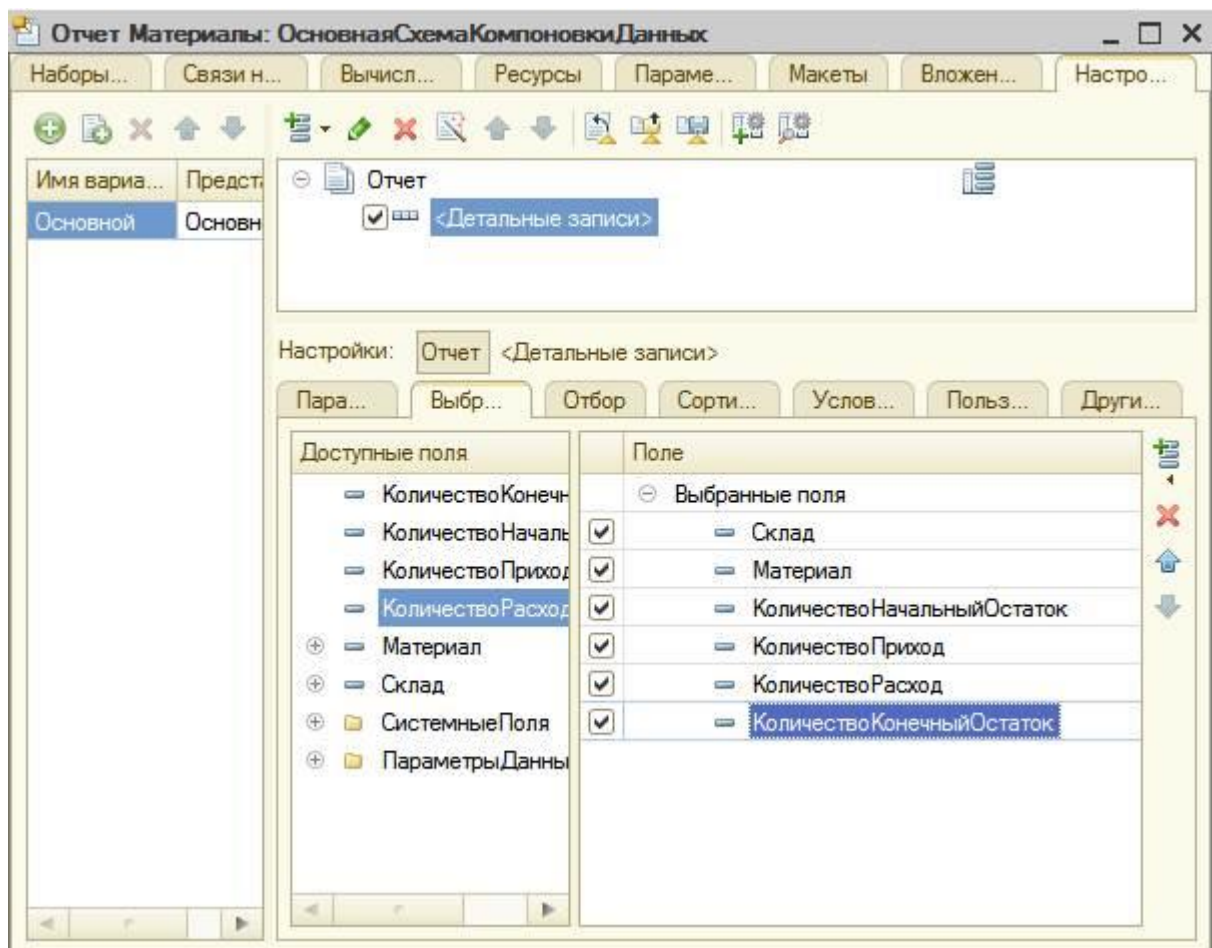 Отчет Материалы: ОсновнаяСхемаКомпоновкиДанных
Наборы... Связи н... Вычисл... Ресурсы Параме... Макеты Вложен... Настро...
Имя вариа... Предст
Основной Основн
Отчет
<Детальные записи>
Настройки: Отчет <Детальные записи>
Пара... Выбр... Отбор Сорти... Услов... Польз... Други...
Доступные поля
КоличествоКонечн
КоличествоНачаль
КоличествоПриход
КоличествоРасход
Материал
Склад
СистемныеПоля
ПараметрыДанны
Поле
Выбранные поля
Склад
Материал
КоличествоНачальныйОстаток
КоличествоПриход
КоличествоРасход
КоличествоКонечныйОстаток